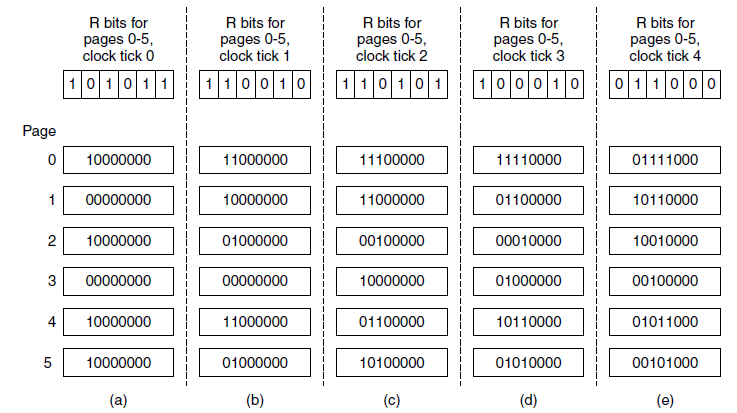 R bits for R bits for R bits for R bits for R bits for
pages 0-5, pages 0-5, pages 0-5, pages 0-5, pages 0-5,
clock tick 0 clock tick 1 clock tick 2 clock tick 3 clock tick 4
1 0 1 0 1 1 1 1 0 0 1 0 1 1 0 1 0 1 1 0 0 0 1 0 0 1 1 0 0 0
Page
0 10000000 11000000 11100000 11110000 01111000
1 00000000 10000000 11000000 01100000 10110000
2 10000000 01000000 00100000 00010000 10010000
3 00000000 00000000 10000000 01000000 00100000
4 10000000 11000000 01100000 10110000 01011000
5 10000000 01000000 10100000 01010000 00101000
(a) (b) (c) (d) (e)